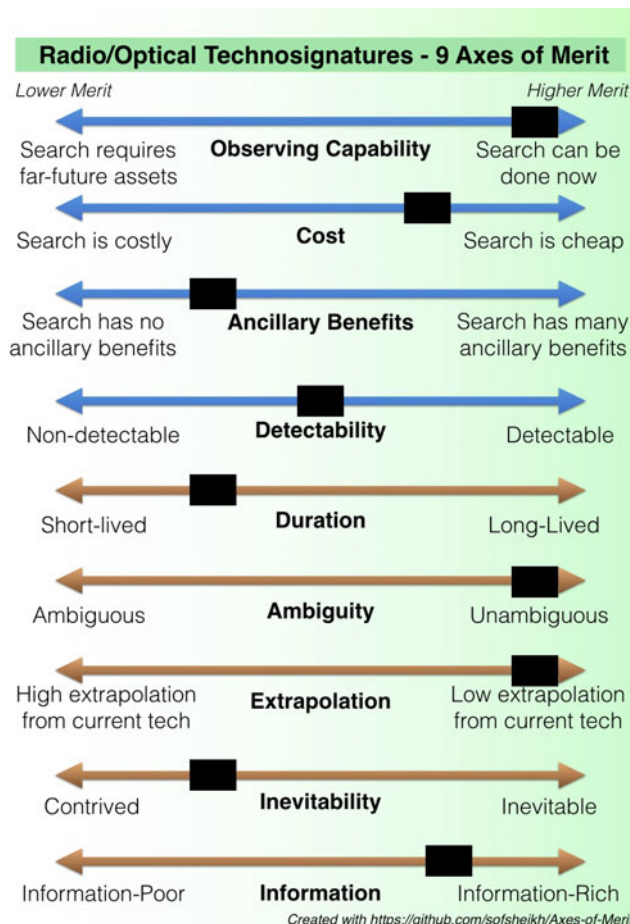 Radio/Optical Technosignatures - 9 Axes of Merit
Lower Merit
Higher Merit
Search requires
far-future assets
Observing Capability
Search can be
done now
Search is costly
Cost
Search is cheap
Search has no
ancillary benefits
Ancillary Benefits
Search has many
ancillary benefits
Non-detectable
Detectability
Detectable
Short-lived
Duration
Long-Lived
Ambiguous
Ambiguity
Unambiguous
High extrapolation
from current tech
Extrapolation
Low extrapolation
from current tech
Contrived
Inevitability
Inevitable
Information-Poor
Information
Information-Rich
Created with https://github.com/sofsheikh/Axes-of-Meri